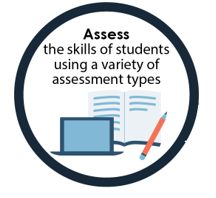 Assess
the skills of students
using a variety of
assessment types